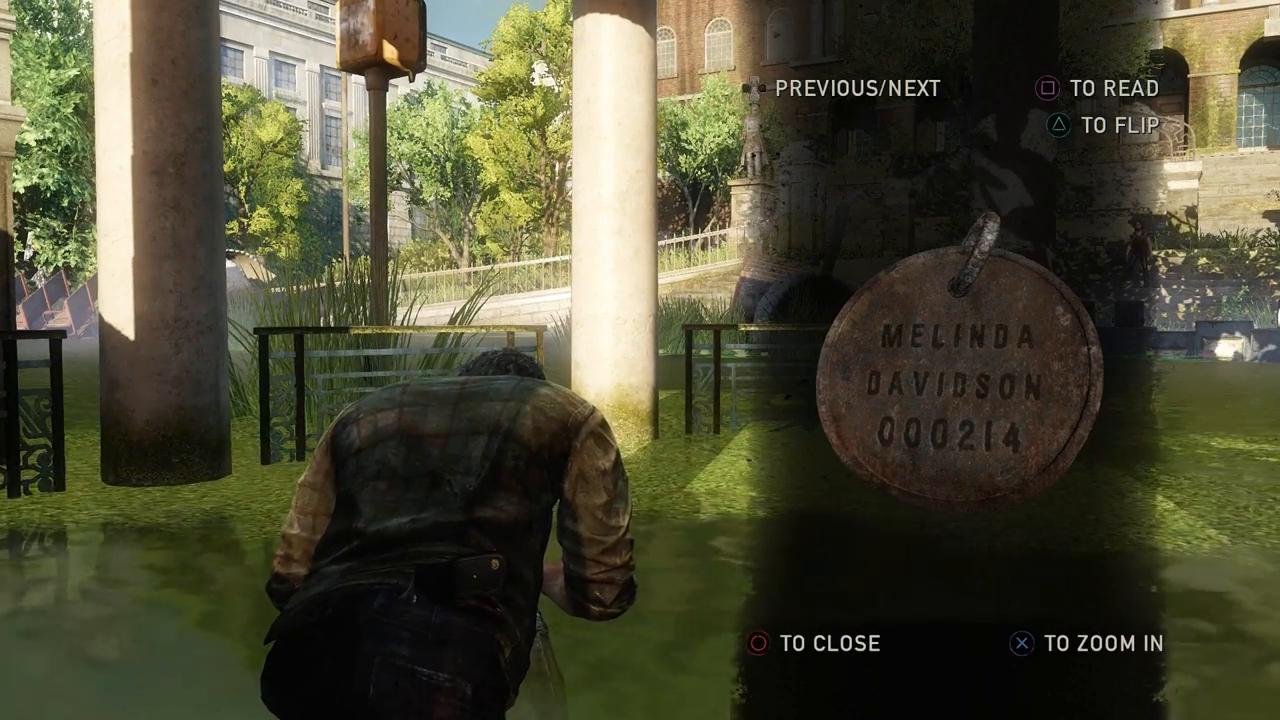 PREVIOUS/NEXT
TO READ
TO FLIP
MELINDA
DAVIDSON
000214
TO CLOSE
TO ZOOM IN